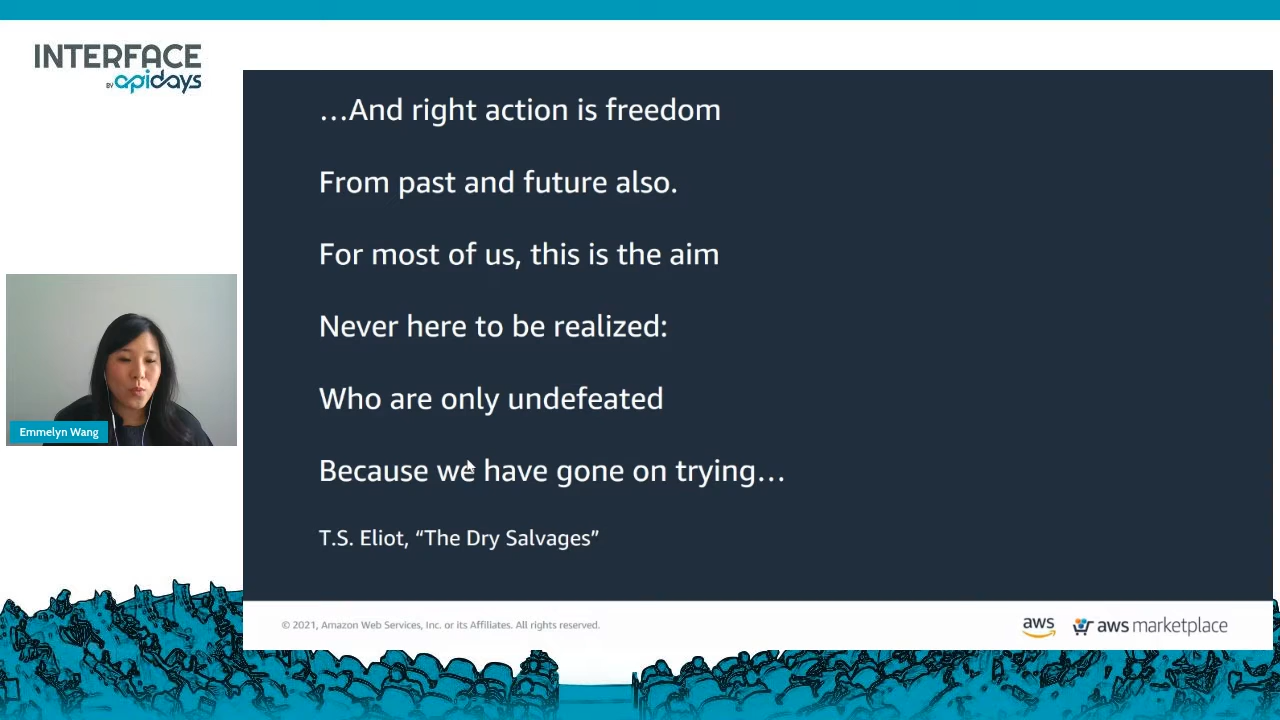 INTERFACE
BY apidays
…And right action is freedom
From past and future also.
For most of us, this is the aim
Never here to be realized:
Who are only undefeated
Because we have gone on trying…
T.S. Eliot, “The Dry Salvages”
Emmelyn Wang
© 2021, Amazon Web Services, Inc. or its Affiliates. All rights reserved.
aws
aws marketplace